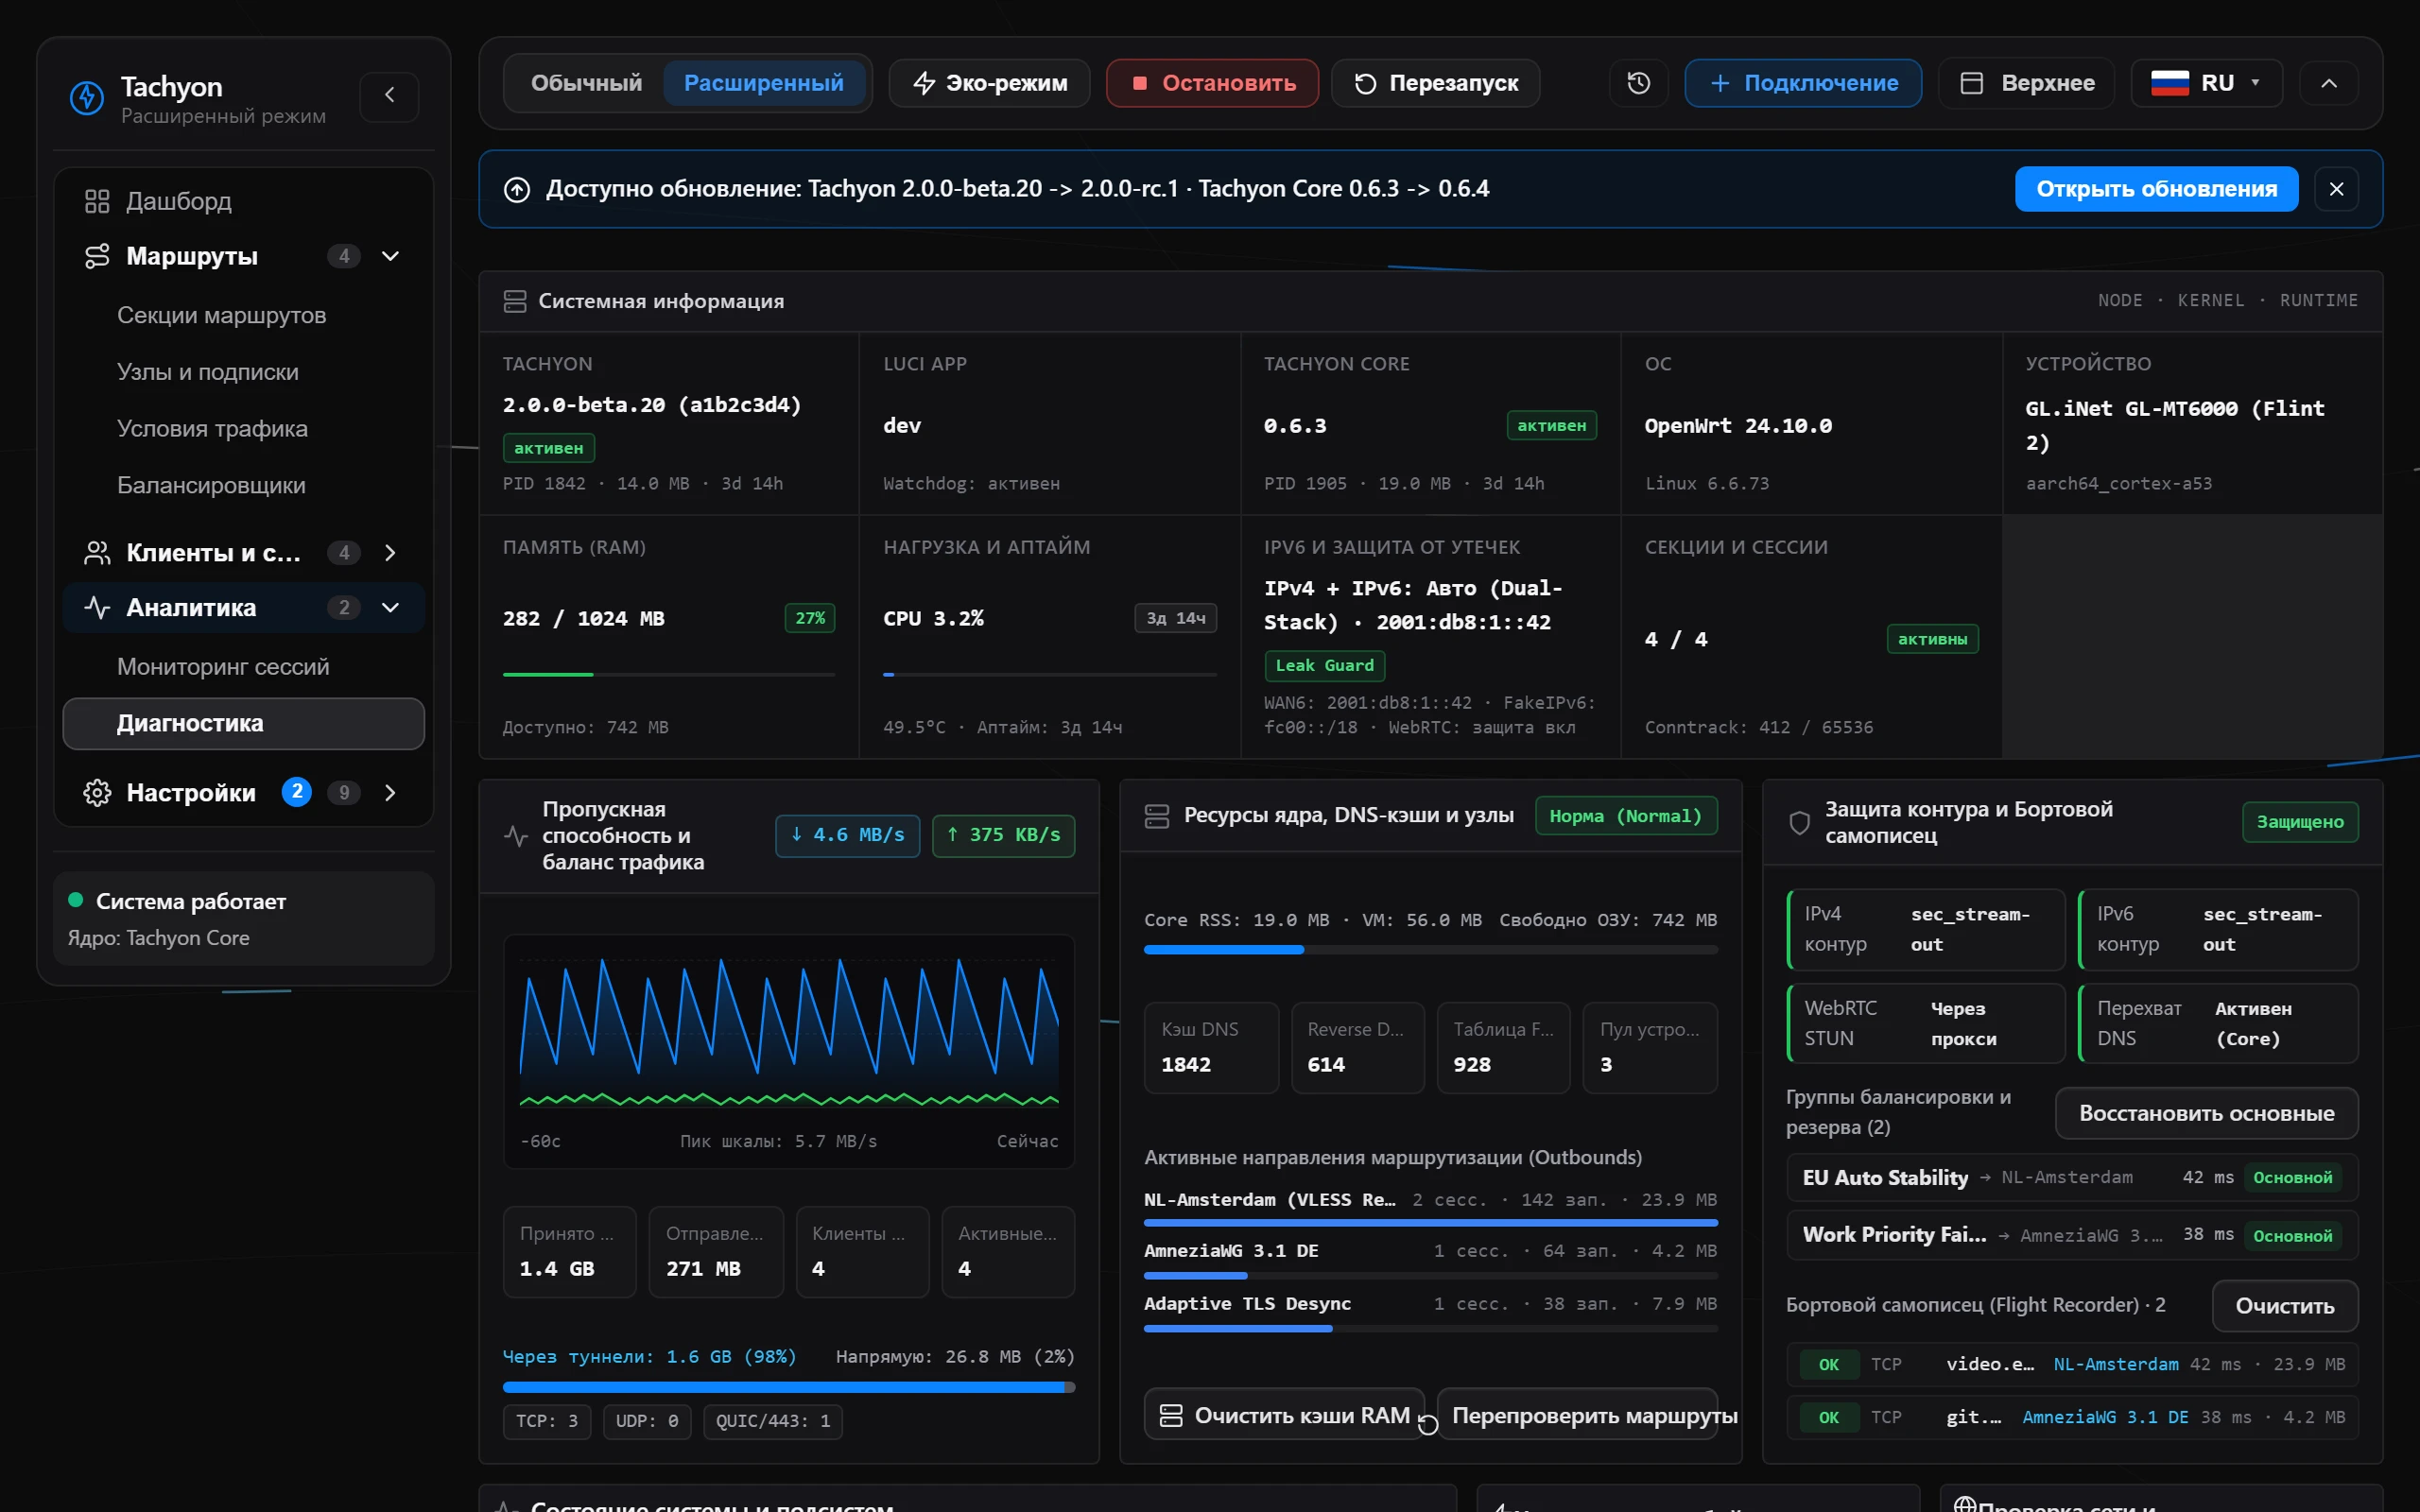 Tachyon
Расширенный режим
Дашборд
Маршруты 4
Секции маршрутов
Узлы и подписки
Условия трафика
Балансировщики
Клиенты и с... 4
Аналитика 2
Мониторинг сессий
Диагностика
Настройки 2 9
Система работает
Ядро: Tachyon Core
Обычный Расширенный Эко-режим Остановить Перезапуск Подключение Верхнее RU
Доступно обновление: Tachyon 2.0.0-beta.20 -> 2.0.0-rc.1 · Tachyon Core 0.6.3 -> 0.6.4 Открыть обновления
Системная информация NODE · KERNEL · RUNTIME
TACHYON
2.0.0-beta.20 (a1b2c3d4)
активен
PID 1842 · 14.0 MB · 3d 14h
LUCI APP
dev
Watchdog: активен
TACHYON CORE
0.6.3 активен
PID 1905 · 19.0 MB · 3d 14h
ОС
OpenWrt 24.10.0
Linux 6.6.73
УСТРОЙСТВО
GL.iNet GL-MT6000 (Flint
2)
aarch64_cortex-a53
ПАМЯТЬ (RAM)
282 / 1024 MB 27%
Доступно: 742 MB
НАГРУЗКА И АПТАЙМ
CPU 3.2% 3д 14ч
49.5°C · Аптайм: 3д 14ч
IPV6 И ЗАЩИТА ОТ УТЕЧЕК
IPv4 + IPv6: Авто (Dual-
Stack) · 2001:db8:1::42
Leak Guard
WAN6: 2001:db8:1::42 · FakeIPv6:
fc00::/18 · WebRTC: защита вкл
СЕКЦИИ И СЕССИИ
4 / 4 активны
Conntrack: 412 / 65536
Пропускная
способность и
баланс трафика
↓ 4.6 MB/s ↑ 375 KB/s
-60с Пик шкалы: 5.7 MB/s Сейчас
Принято ...
1.4 GB
Отправле...
271 MB
Клиенты ...
4
Активные...
4
Через туннели: 1.6 GB (98%) Напрямую: 26.8 MB (2%)
TCP: 3 UDP: 0 QUIC/443: 1
Ресурсы ядра, DNS-кэши и узлы Норма (Normal)
Core RSS: 19.0 MB · VM: 56.0 MB Свободно ОЗУ: 742 MB
Кэш DNS
1842
Reverse D...
614
Таблица F...
928
Пул устро...
3
Активные направления маршрутизации (Outbounds)
NL-Amsterdam (VLESS Re... 2 сесс. · 142 зап. · 23.9 MB
AmneziaWG 3.1 DE 1 сесс. · 64 зап. · 4.2 MB
Adaptive TLS Desync 1 сесс. · 38 зап. · 7.9 MB
Очистить кэши RAM Перепроверить маршруты
Защита контура и Бортовой
самописец
Защищено
IPv4
контур
sec_stream-
out
IPv6
контур
sec_stream-
out
WebRTC
STUN
Через
прокси
Перехват
DNS
Активен
(Core)
Группы балансировки и
резерва (2)
Восстановить основные
EU Auto Stability → NL-Amsterdam 42 ms Основной
Work Priority Fai... → AmneziaWG 3.... 38 ms Основной
Бортовой самописец (Flight Recorder) · 2 Очистить
OK TCP video.e... NL-Amsterdam 42 ms · 23.9 MB
OK TCP git.... AmneziaWG 3.1 DE 38 ms · 4.2 MB
Состояние системы и подсистем
Проверка сети и